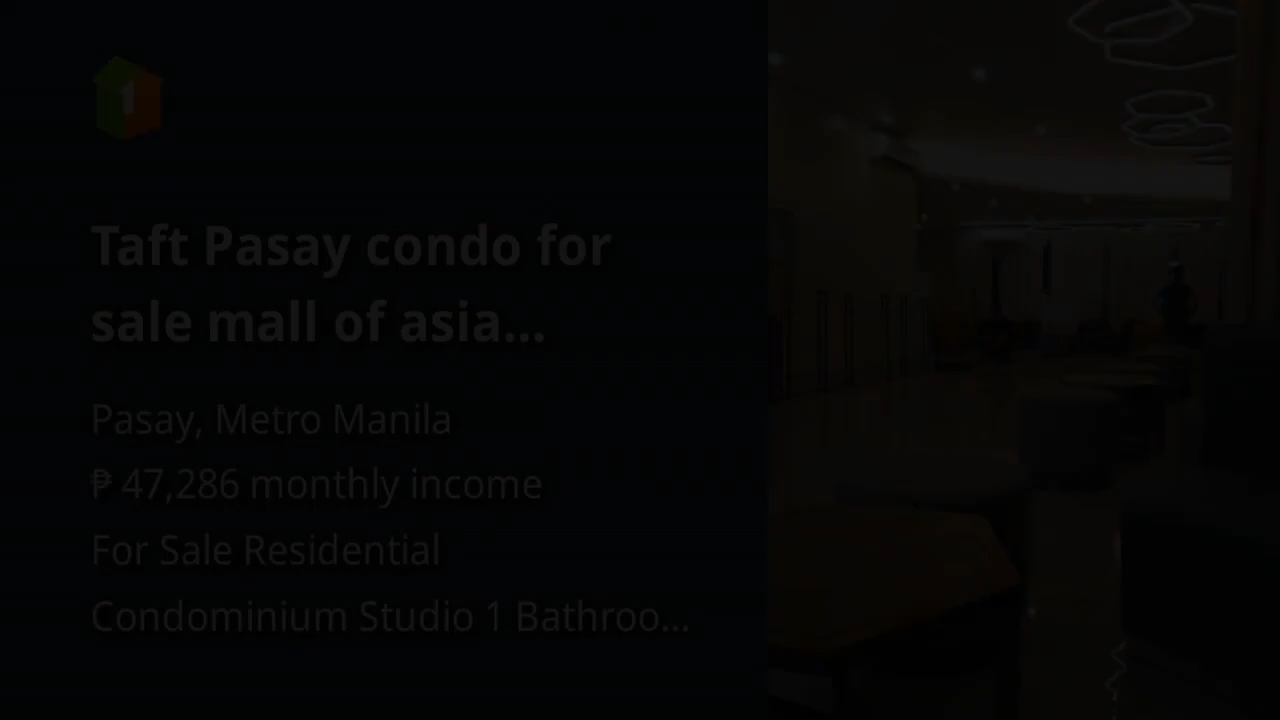 1
Taft Pasay condo for
sale mall of asia...
Pasay, Metro Manila
₱ 47,286 monthly income
For Sale Residential
Condominium Studio 1 Bathroo...